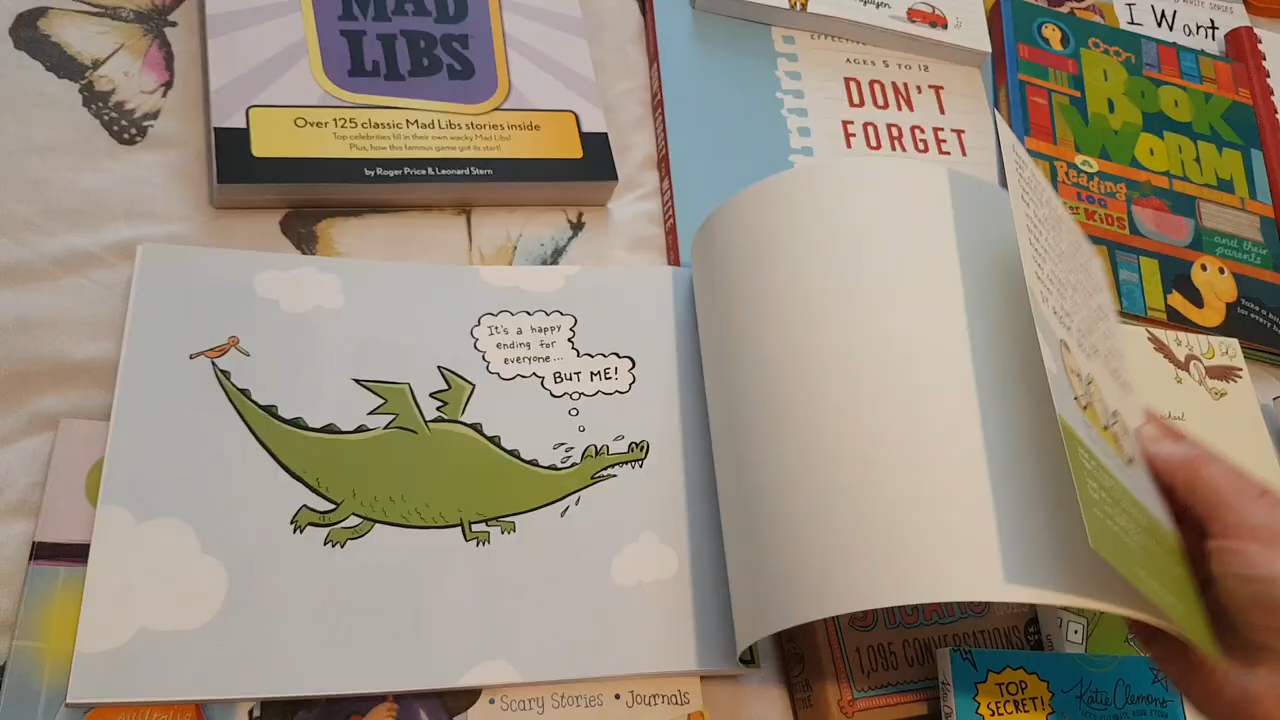 MAD
LIBS
Over 125 classic Mad Libs stories inside
Top celebrities fill in their own wacky Mad Libs!
Plus, how this famous game got its start!
by Roger Price & Leonard Stern
AGES 5 TO 12
DON'T
FORGET
I Want
BOOK
WORM
Reading
LOG
for KiDS
...and their
parents
It's a happy
ending for
everyone...
BUT ME!
school
1,095 CONVERSATIONS
TOP
SECRET!
Katie Clemons
• Scary Stories • Journals
Australia